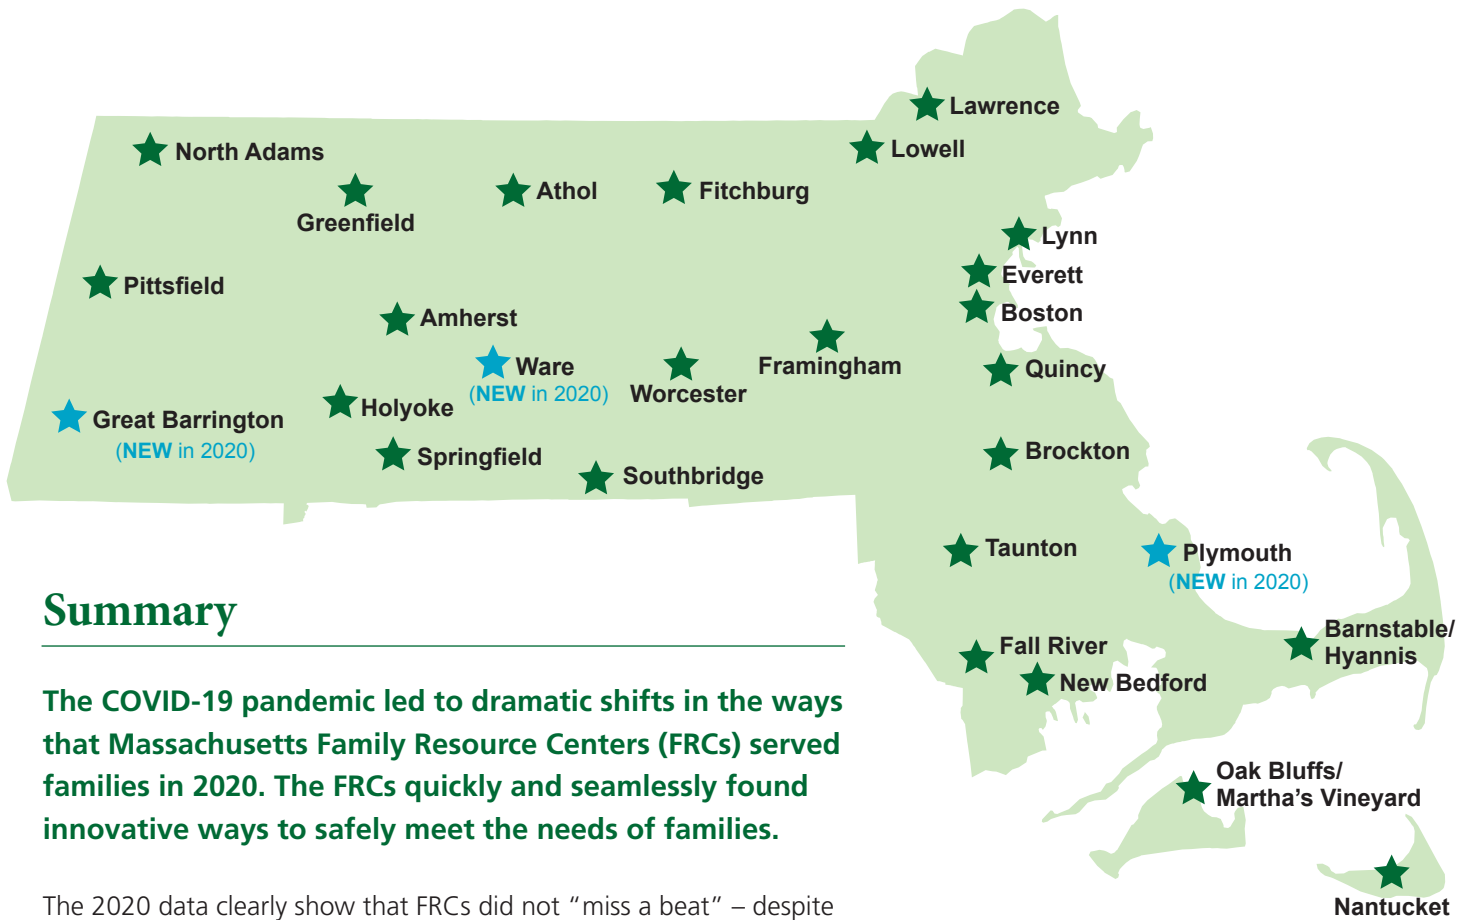 Lawrence
Lowell
North Adams
Athol
Fitchburg
Greenfield
Lynn
Everett
Pittsfield
Boston
Amherst
Ware
(NEW in 2020)
Framingham
Quincy
Worcester
Great Barrington
(NEW in 2020)
Holyoke
Springfield
Brockton
Southbridge
Taunton
Plymouth
(NEW in 2020)
Barnstable/
Hyannis
Fall River
New Bedford
Oak Bluffs/
Martha's Vineyard
Nantucket
Summary
The COVID-19 pandemic led to dramatic shifts in the ways
that Massachusetts Family Resource Centers (FRCs) served
families in 2020. The FRCs quickly and seamlessly found
innovative ways to safely meet the needs of families.
The 2020 data clearly show that FRCs did not “miss a beat” – despite